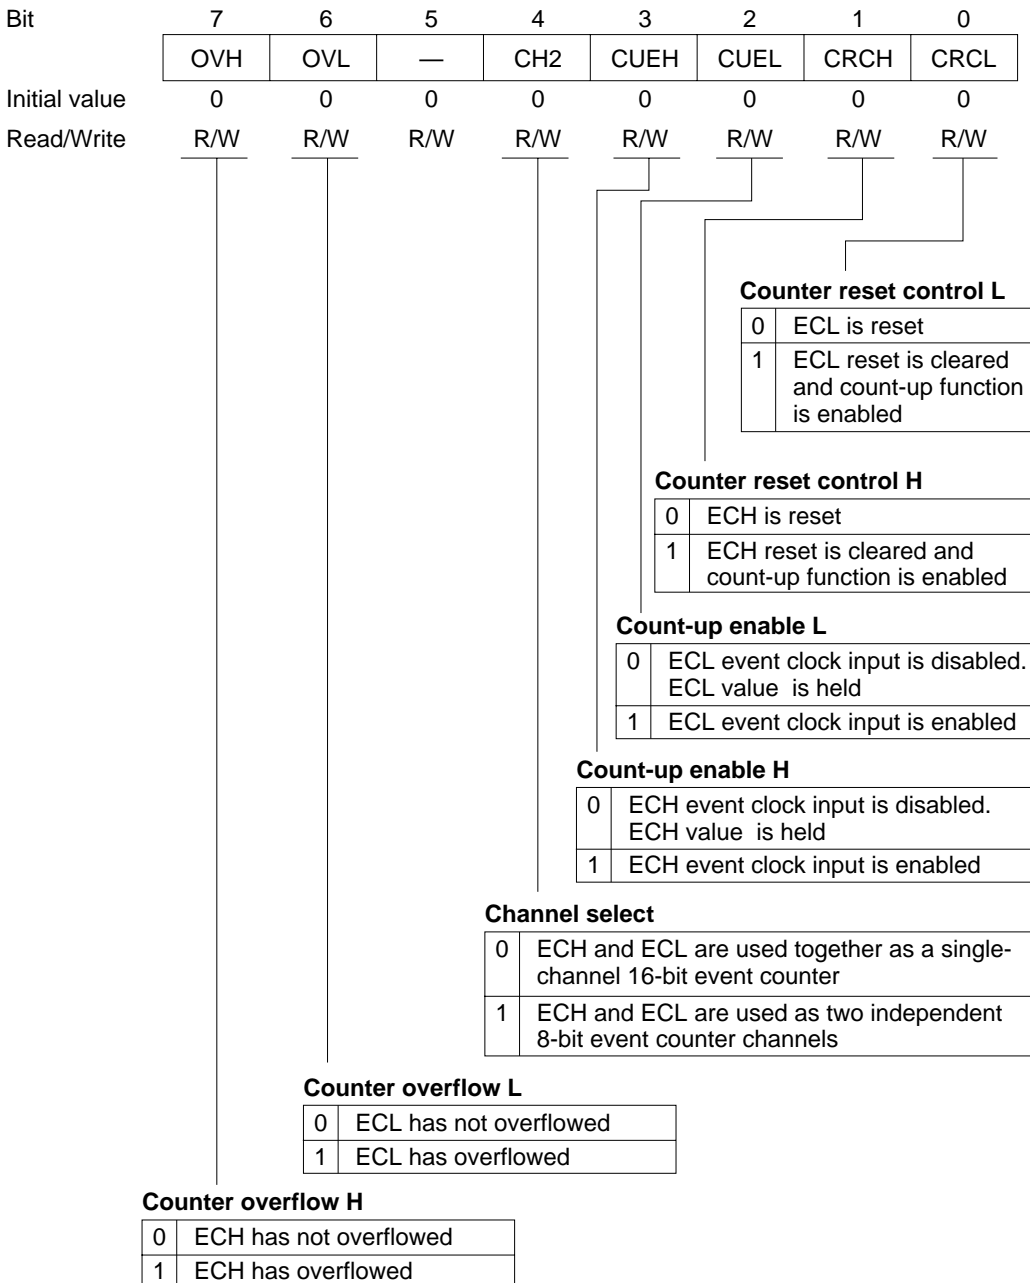 Bit 7 6 5 4 3 2 1 0
OVH OVL — CH2 CUEH CUEL CRCH CRCL
Initial value 0 0 0 0 0 0 0 0
Read/Write R/W R/W R/W R/W R/W R/W R/W R/W
Counter reset control L
0 ECL is reset
1 ECL reset is cleared
and count-up function
is enabled
Counter reset control H
0 ECH is reset
1 ECH reset is cleared and
count-up function is enabled
Count-up enable L
0 ECL event clock input is disabled.
ECL value is held
1 ECL event clock input is enabled
Count-up enable H
0 ECH event clock input is disabled.
ECH value is held
1 ECH event clock input is enabled
Channel select
0 ECH and ECL are used together as a single-
channel 16-bit event counter
1 ECH and ECL are used as two independent
8-bit event counter channels
Counter overflow L
0 ECL has not overflowed
1 ECL has overflowed
Counter overflow H
0 ECH has not overflowed
1 ECH has overflowed